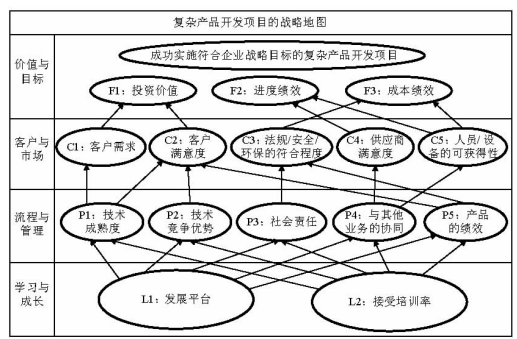 复杂产品开发项目的战略地图
价值与
目标
成功实施符合企业战略目标的复杂产品开发项目
F1：投资价值
F2：进度绩效
F3：成本绩效
客户与
市场
C1：客户需求
C2：客户
满意度
C3：法规/安全/
环保的符合程度
C4：供应商
满意度
C5：人员/设
备的可获得性
流程与
管理
P1：技术
成熟度
P2：技术
竞争优势
P3：社会责任
P4：与其他
业务的协同
P5：产品
的绩效
学习与
成长
L1：发展平台
L2：接受培训率